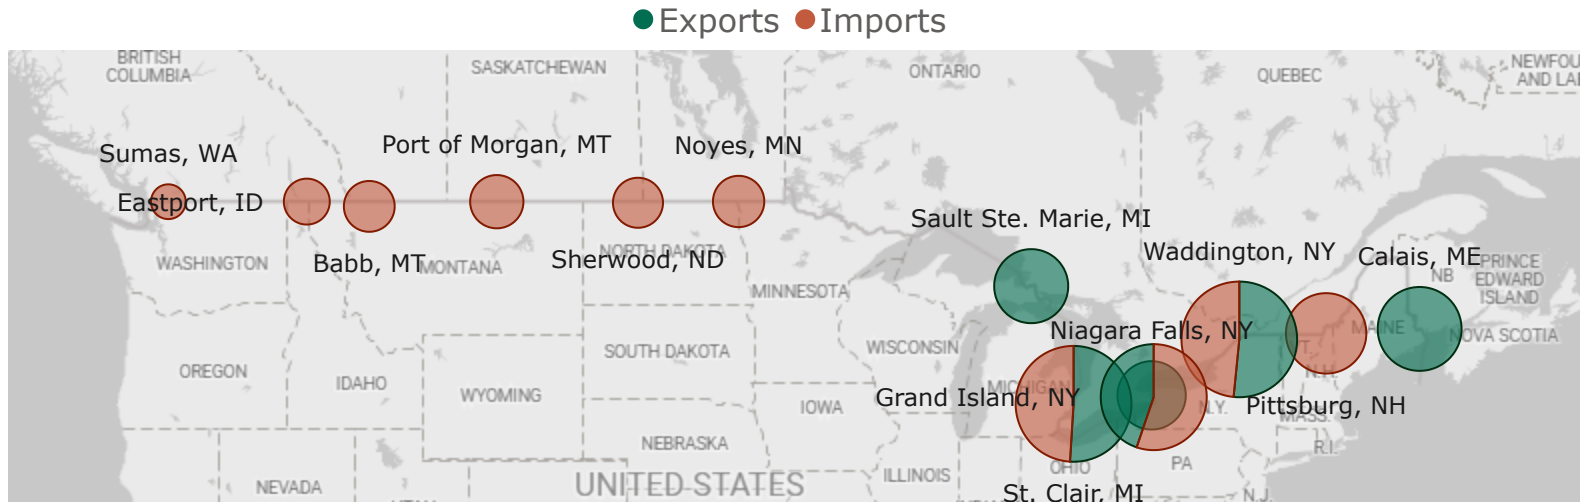 Exports Imports
BRITISH
COLUMBIA
SASKATCHEWAN
ONTARIO
QUEBEC
NEWFOU
AND LA
Sumas, WA
Port of Morgan, MT
Noyes, MN
Eastport, ID
Sault Ste. Marie, MI
Waddington, NY
Calais, ME
WASHINGTON
Babb, MT
MONTANA
NORTH DAKOTA
Sherwood, ND
NB
PRINCE
EDWARD
ISLAND
MINNESOTA
Niagara Falls, NY
MAINE
NOVA SCOTIA
WISCONSIN
SOUTH DAKOTA
OREGON
IDAHO
WYOMING
MICHIGAN
Grand Island, NY
VT.
N.H.
N.Y.
Pittsburg, NH
MASS.
IOWA
NEBRASKA
R.I.
OHIO
PA
ILLINOIS
NEVADA
UNITED STATES
St. Clair, MI
N.J.